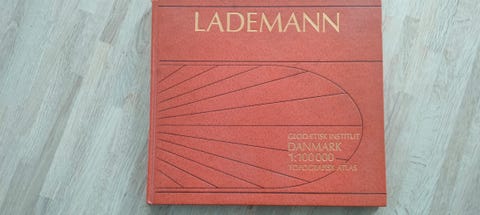 LADEMANN
GEODÆTISK INSTITUT
DANMARK
1:100 000
TOPOGRAFISK ATLAS